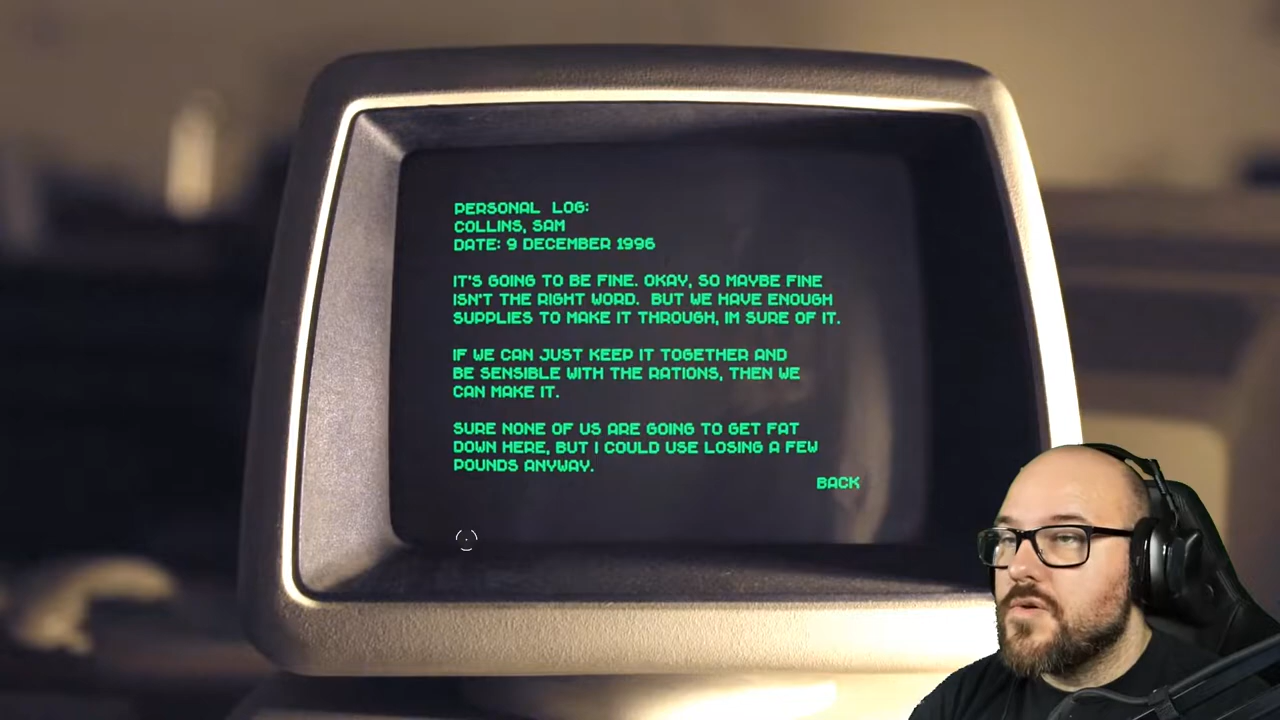 PERSONAL LOG:
COLLINS, SAM
DATE: 9 DECEMBER 1996
IT'S GOING TO BE FINE. OKAY, SO MAYBE FINE
ISN'T THE RIGHT WORD. BUT WE HAVE ENOUGH
SUPPLIES TO MAKE IT THROUGH, IM SURE OF IT.
IF WE CAN JUST KEEP IT TOGETHER AND
BE SENSIBLE WITH THE RATIONS, THEN WE
CAN MAKE IT.
SURE NONE OF US ARE GOING TO GET FAT
DOWN HERE, BUT I COULD USE LOSING A FEW
POUNDS ANYWAY.
BACK